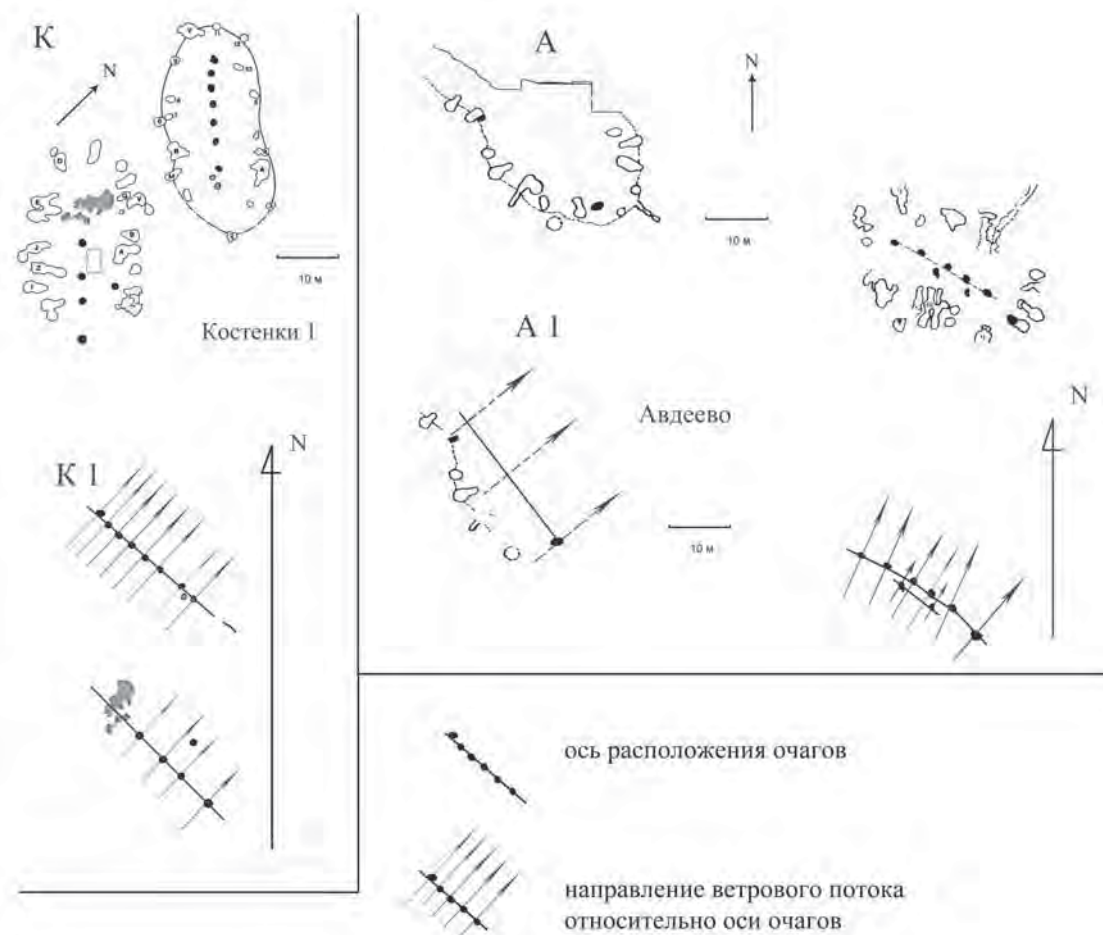 К
N
10 м
Костенки 1
А
N
10 м
А 1
Авдеево
10 м
N
К 1
N
ось расположения очагов
направление ветрового потока
относительно оси очагов